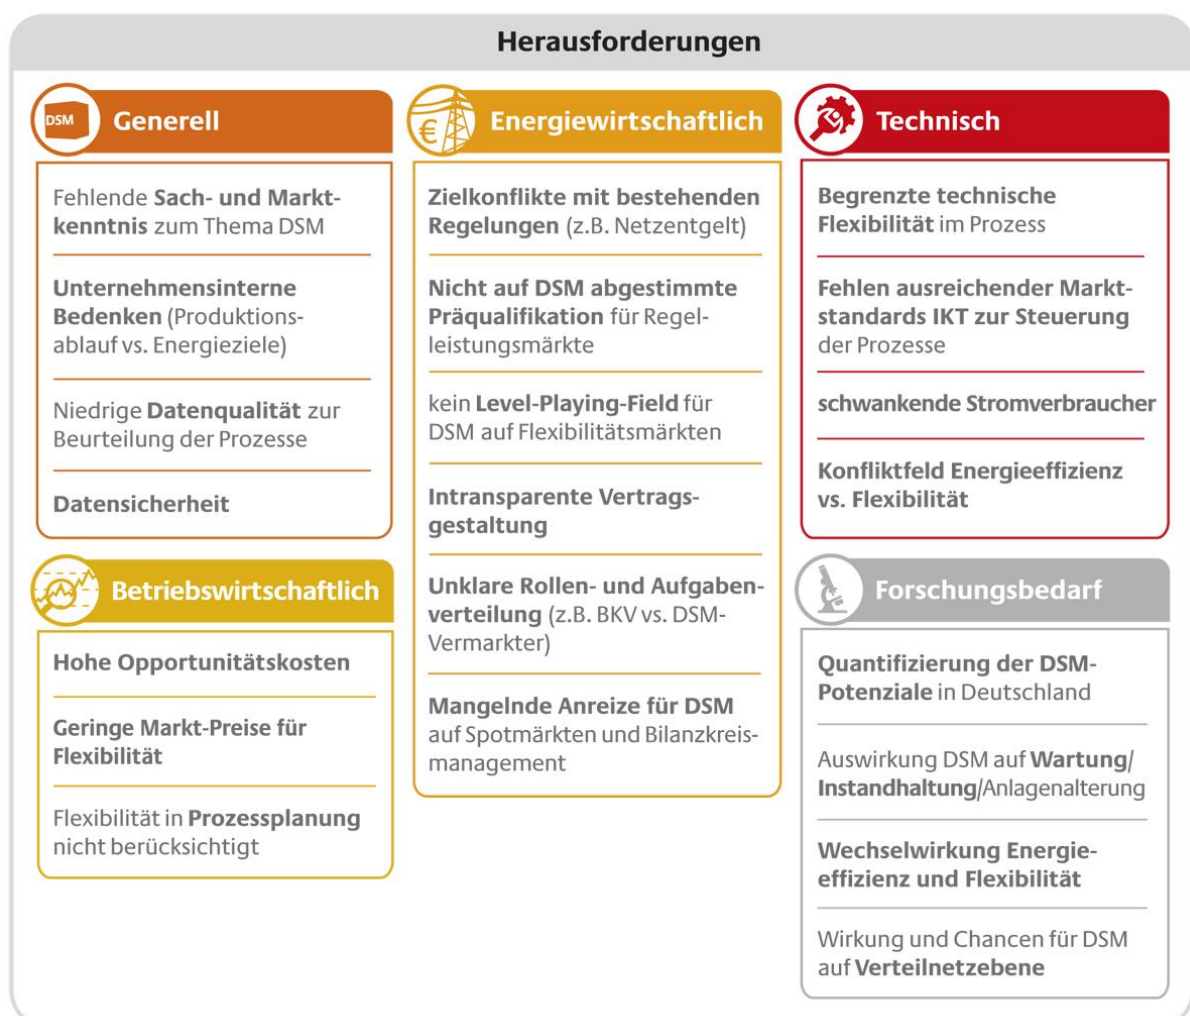 Herausforderungen
DSM
Generell
Fehlende Sach- und Markt-
kenntnis zum Thema DSM
Unternehmensinterne
Bedenken (Produktions-
ablauf vs. Energieziele)
Niedrige Datenqualität zur
Beurteilung der Prozesse
Datensicherheit
Betriebswirtschaftlich
Hohe Opportunitätskosten
Geringe Markt-Preise für
Flexibilität
Flexibilität in Prozessplanung
nicht berücksichtigt
€
Energiewirtschaftlich
Zielkonflikte mit bestehenden
Regelungen (z.B. Netzentgelt)
Nicht auf DSM abgestimmte
Präqualifikation für Regel-
leistungsmärkte
kein Level-Playing-Field für
DSM auf Flexibilitätsmärkten
Intransparente Vertrags-
gestaltung
Unklare Rollen- und Aufgaben-
verteilung (z.B. BKV vs. DSM-
Vermarkter)
Mangelnde Anreize für DSM
auf Spotmärkten und Bilanzkreis-
management
Technisch
Begrenzte technische
Flexibilität im Prozess
Fehlen ausreichender Markt-
standards IKT zur Steuerung
der Prozesse
schwankende Stromverbraucher
Konfliktfeld Energieeffizienz
vs. Flexibilität
Forschungsbedarf
Quantifizierung der DSM-
Potenziale in Deutschland
Auswirkung DSM auf Wartung/
Instandhaltung/Anlagenalterung
Wechselwirkung Energie-
effizienz und Flexibilität
Wirkung und Chancen für DSM
auf Verteilnetzebene